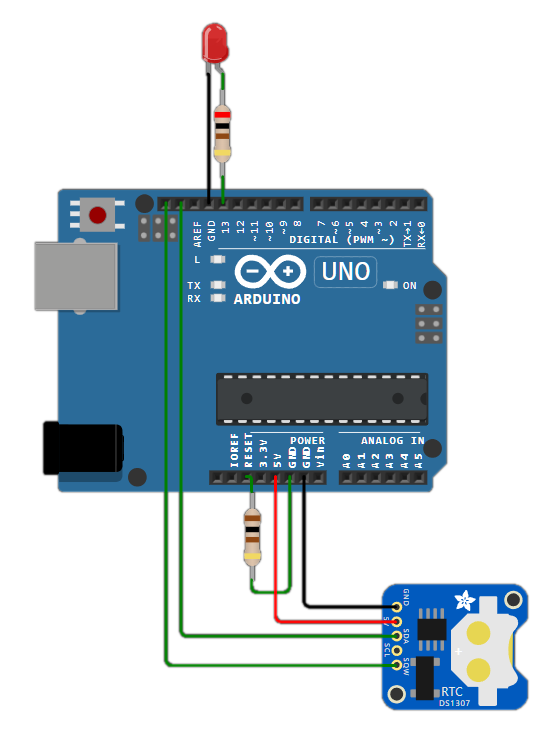 AREF
GND
13
12
~11
~10
~9
8
7
~6
~5
4
~3
2
TX→1
RX←0
DIGITAL (PWM ~)
L
TX
RX
UNO
ON
ARDUINO
IOREF
RESET
3.3V
5V
GND
GND
Vin
POWER
ANALOG IN
A0
A1
A2
A3
A4
A5
GND
5V
SDA
SCL
SQW
RTC
DS1307